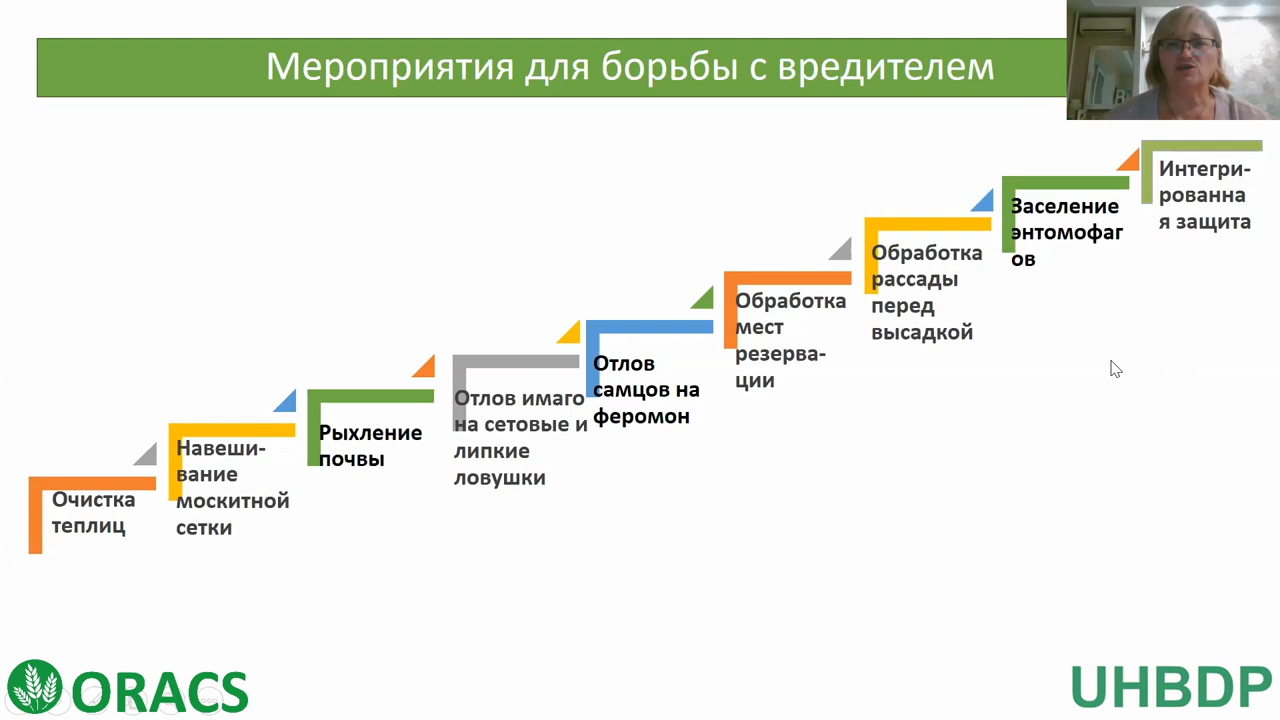 Мероприятия для борьбы с вредителем
Очистка
теплиц
Навеши-
вание
москитной
сетки
Рыхление
почвы
Отлов имаго
на сетовые и
липкие
ловушки
Отлов
самцов на
феромон
Обработка
мест
резерва-
ции
Обработка
рассады
перед
высадкой
Заселение
энтомофаг
ов
Интегри-
рованна
я защита
ORACS
UHBDP